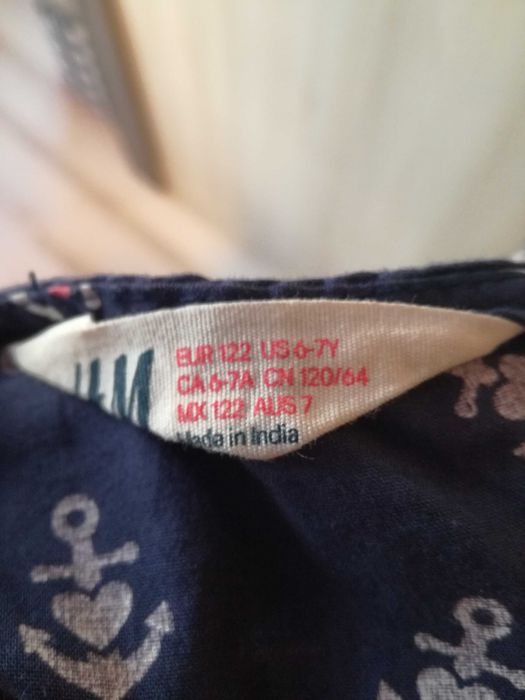 H&M
EUR 122 US 6-7Y
CA 6-7A CN 120/64
MX 122 AUS 7
Made in India